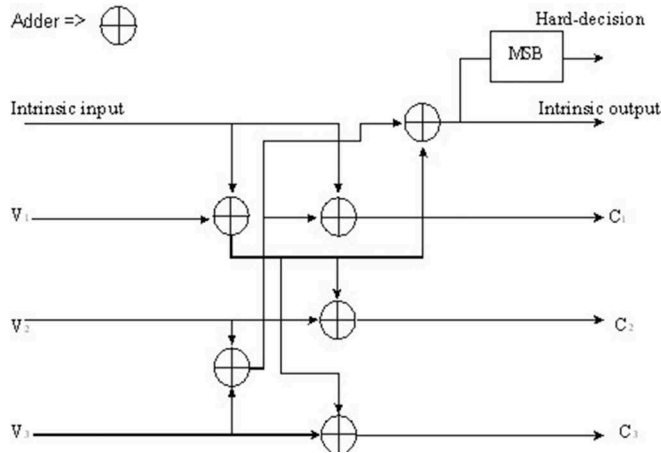 Adder =>
Hard-decision
MSB
Intrinsic input
Intrinsic output
V₁
C₁
V₂
C₂
V₃
C₃